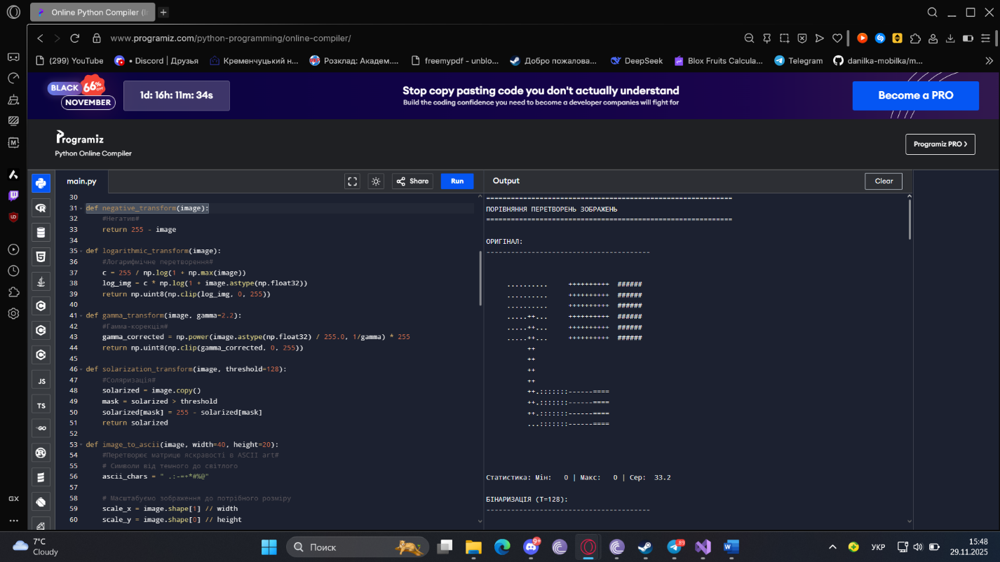 Online Python Compiler (I
www.programiz.com/python-programming/online-compiler/
(299) YouTube
• Discord | Друзья
Кременчуцький н...
Розклад: Академ....
freemypdf - unblo...
Добро пожалова...
DeepSeek
Blox Fruits Calcula...
Telegram
danilka-mobilka/m...
BLACK 66% OFF
NOVEMBER
1d: 16h: 11m: 34s
Stop copy pasting code you don't actually understand
Build the coding confidence you need to become a developer companies will fight for
Become a PRO
Programiz
Python Online Compiler
Programiz PRO
main.py
Share
Run
Output
Clear
30
31 def negative_transform(image):
32 #Негатив#
33 return 255 - image
34
35 def logarithmic_transform(image):
36 #Логарифмічне перетворення#
37 c = 255 / np.log(1 + np.max(image))
38 log_img = c * np.log(1 + image.astype(np.float32))
39 return np.uint8(np.clip(log_img, 0, 255))
40
41 def gamma_transform(image, gamma=2.2):
42 #Гамма-корекція#
43 gamma_corrected = np.power(image.astype(np.float32) / 255.0, 1/gamma) * 255
44 return np.uint8(np.clip(gamma_corrected, 0, 255))
45
46 def solarization_transform(image, threshold=128):
47 #Соляризація#
48 solarized = image.copy()
49 mask = solarized > threshold
50 solarized[mask] = 255 - solarized[mask]
51 return solarized
52
53 def image_to_ascii(image, width=40, height=20):
54 #Перетворює матрицю яскравості в ASCII art#
55 # Символи від темного до світлого
56 ascii_chars = " .:-=+*#%@"
57
58 # Масштабуємо зображення до потрібного розміру
59 scale_x = image.shape[1] // width
60 scale_y = image.shape[0] // height
============================================================
ПОРІВНЯННЯ ПЕРЕТВОРЕНЬ ЗОБРАЖЕНЬ
============================================================
ОРИГІНАЛ:
----------------------------------------
.......... ++++++++++ ######
.......... ++++++++++ ######
.......... ++++++++++ ######
.....++... ++++++++++ ######
.....++... ++++++++++ ######
.....++... ++++++++++ ######
++
++
++
++
++.:::::::------====
++.:::::::------====
++.:::::::------====
...:::::::------====
Статистика: Мін: 0 | Макс: 0 | Сер: 33.2
БІНАРИЗАЦІЯ (T=128):
----------------------------------------
JS
TS
GO
GX
7°C
Cloudy
Поиск
9+
89
УКР
15:48
29.11.2025